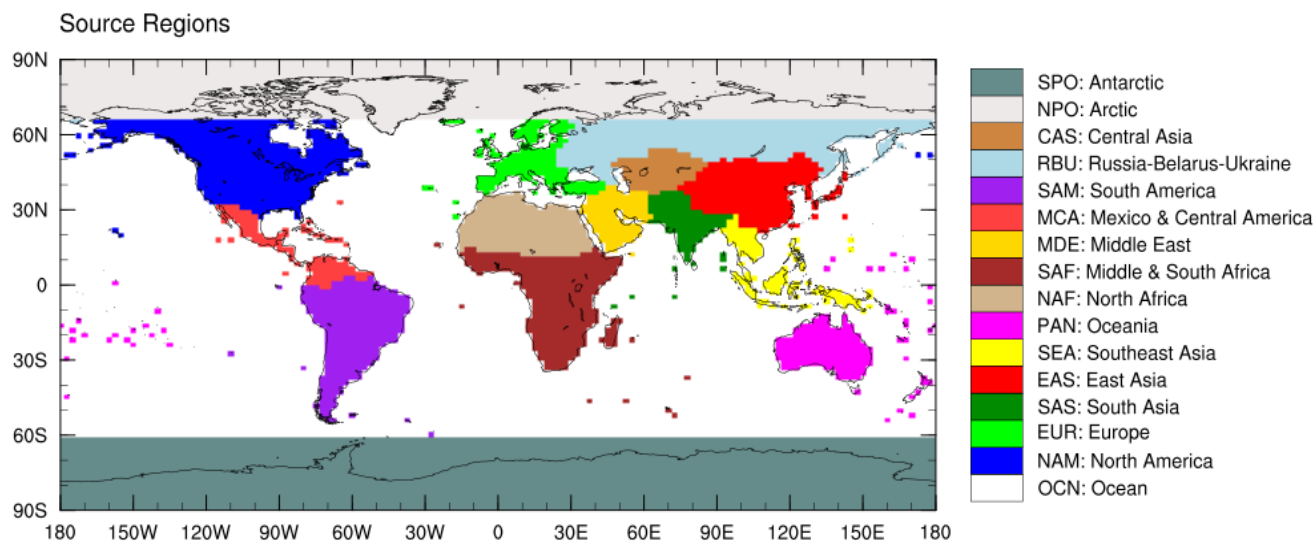 Source Regions
90N
60N
30N
0
30S
60S
90S
180 150W 120W 90W 60W 30W 0 30E 60E 90E 120E 150E 180
SPO: Antarctic
NPO: Arctic
CAS: Central Asia
RBU: Russia-Belarus-Ukraine
SAM: South America
MCA: Mexico & Central America
MDE: Middle East
SAF: Middle & South Africa
NAF: North Africa
PAN: Oceania
SEA: Southeast Asia
EAS: East Asia
SAS: South Asia
EUR: Europe
NAM: North America
OCN: Ocean